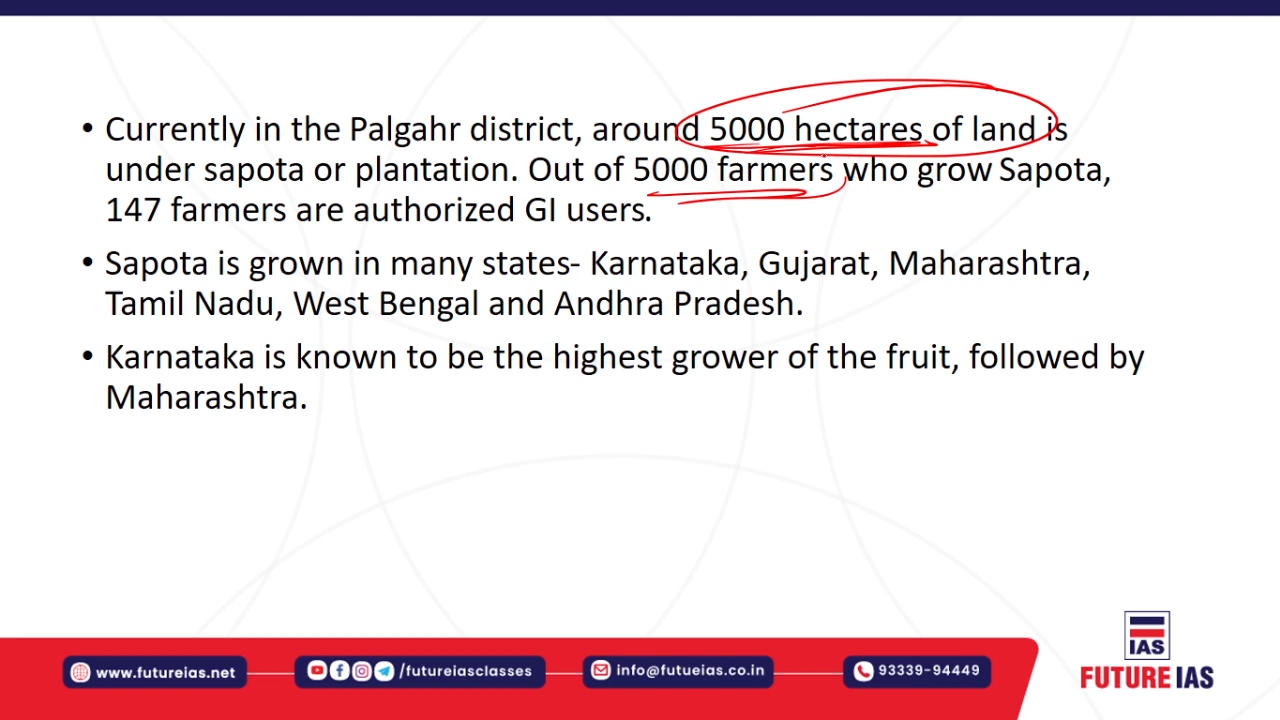 • Currently in the Palgahr district, around 5000 hectares of land is
under sapota or plantation. Out of 5000 farmers who grow Sapota,
147 farmers are authorized GI users.
• Sapota is grown in many states- Karnataka, Gujarat, Maharashtra,
Tamil Nadu, West Bengal and Andhra Pradesh.
• Karnataka is known to be the highest grower of the fruit, followed by
Maharashtra.
IAS
FUTURE IAS
www.futureias.net
/futureiasclasses
info@futueias.co.in
93339-94449